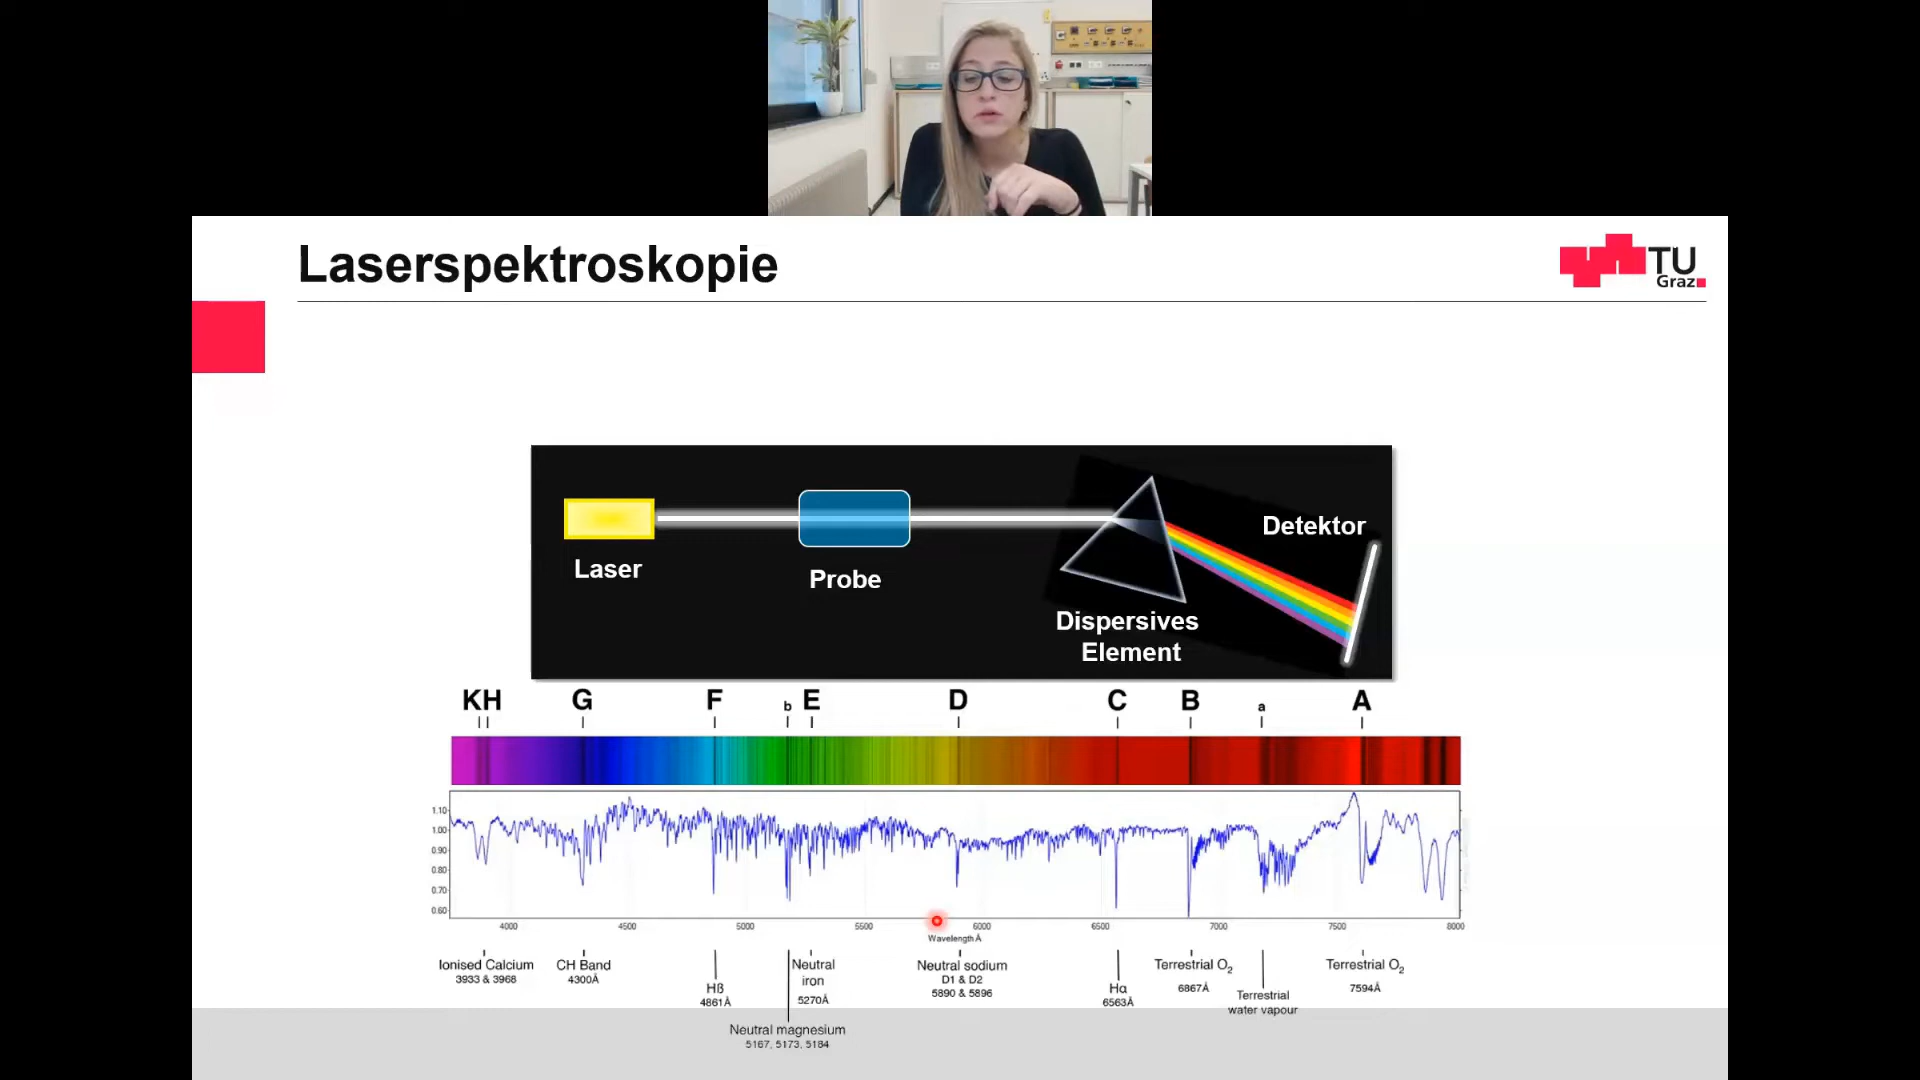 Laserspektroskopie
TU
Graz
Laser
Probe
Dispersives
Element
Detektor
KH G F b E D C B a A
1.10
1.00
0.90
0.80
0.70
0.60
4000 4500 5000 5500 6000 6500 7000 7500 8000
Wavelength Å
Ionised Calcium
3933 & 3968
CH Band
4300Å
Hß
4861Å
Neutral magnesium
5167, 5173, 5184
Neutral
iron
5270Å
Neutral sodium
D1 & D2
5890 & 5896
Hα
6563Å
Terrestrial O₂
6867Å
Terrestrial
water vapour
Terrestrial O₂
7594Å